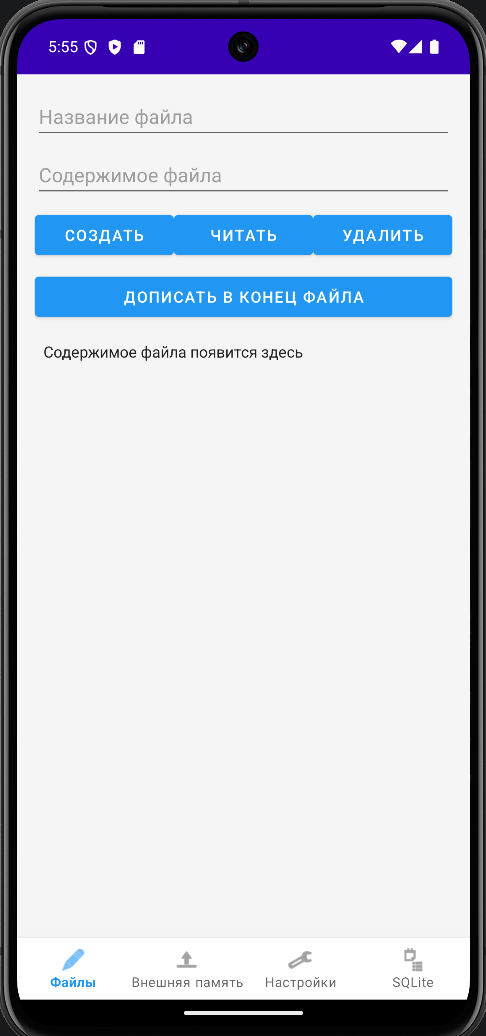 5:55
Название файла
Содержимое файла
СОЗДАТЬ ЧИТАТЬ УДАЛИТЬ
ДОПИСАТЬ В КОНЕЦ ФАЙЛА
Содержимое файла появится здесь
Файлы Внешняя память Настройки SQLite